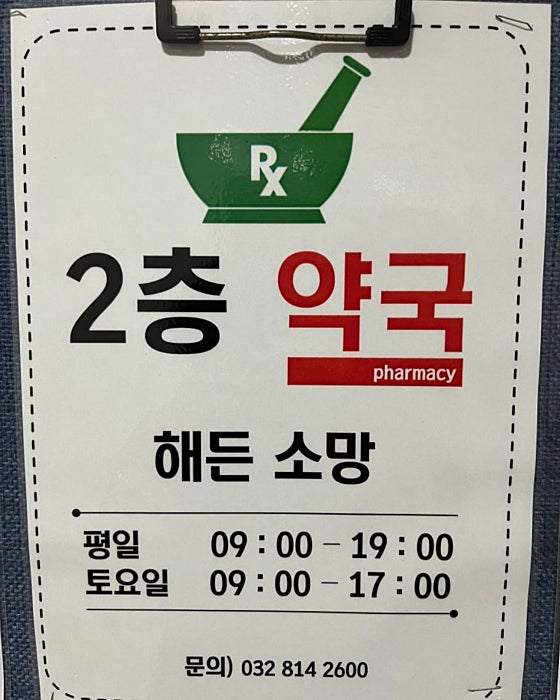 Rx
2층 약국
pharmacy
해든 소망
평일 09 : 00 – 19 : 00
토요일 09 : 00 – 17 : 00
문의) 032 814 2600